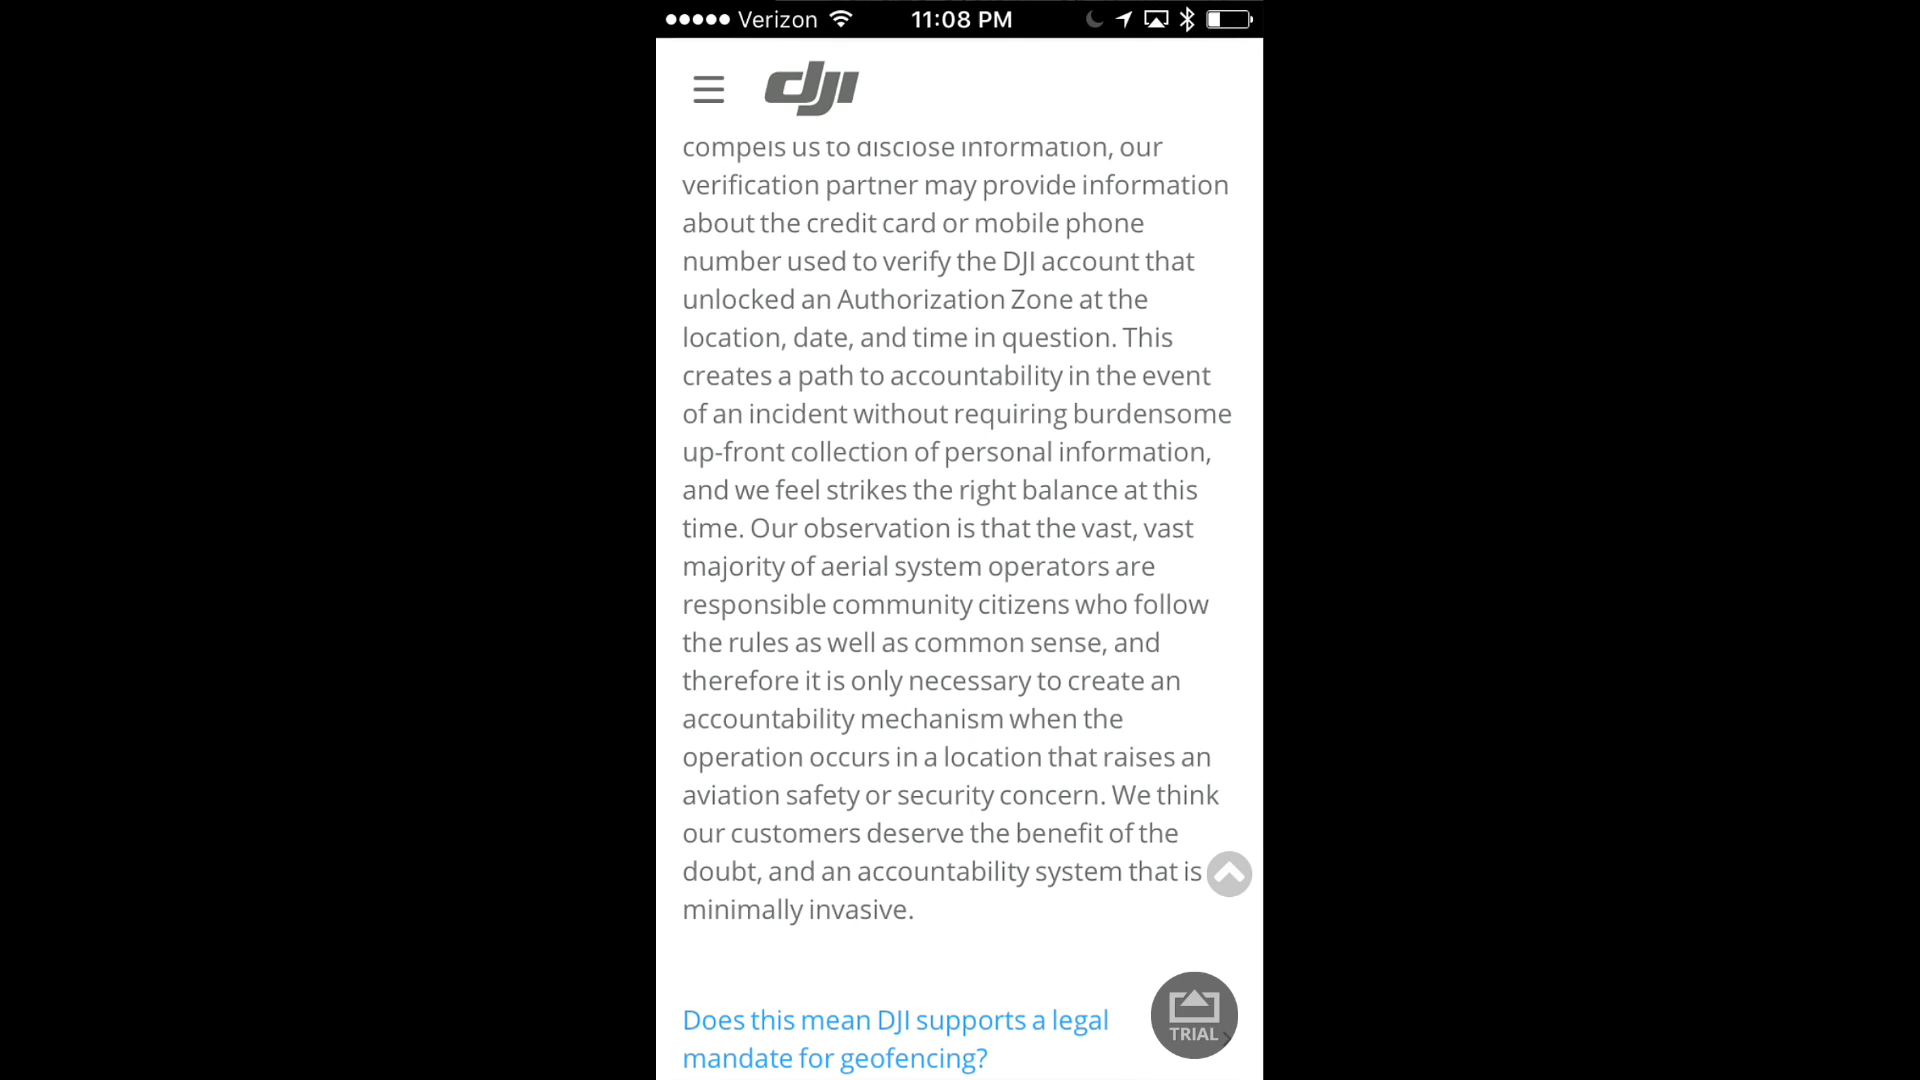 Verizon 11:08 PM
dji
compels us to disclose information, our
verification partner may provide information
about the credit card or mobile phone
number used to verify the DJI account that
unlocked an Authorization Zone at the
location, date, and time in question. This
creates a path to accountability in the event
of an incident without requiring burdensome
up-front collection of personal information,
and we feel strikes the right balance at this
time. Our observation is that the vast, vast
majority of aerial system operators are
responsible community citizens who follow
the rules as well as common sense, and
therefore it is only necessary to create an
accountability mechanism when the
operation occurs in a location that raises an
aviation safety or security concern. We think
our customers deserve the benefit of the
doubt, and an accountability system that is
minimally invasive.
Does this mean DJI supports a legal
mandate for geofencing?
TRIAL